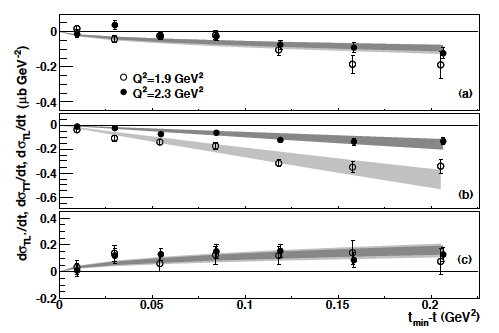 dσ_TL'/dt, dσ_TT/dt, dσ_TL/dt (μb GeV⁻²)
0
-0.2
-0.4
Q²=1.9 GeV²
Q²=2.3 GeV²
(a)
0
-0.2
-0.4
-0.6
(b)
0.4
0.2
0
-0.2
(c)
0 0.05 0.1 0.15 0.2
t_min-t (GeV²)